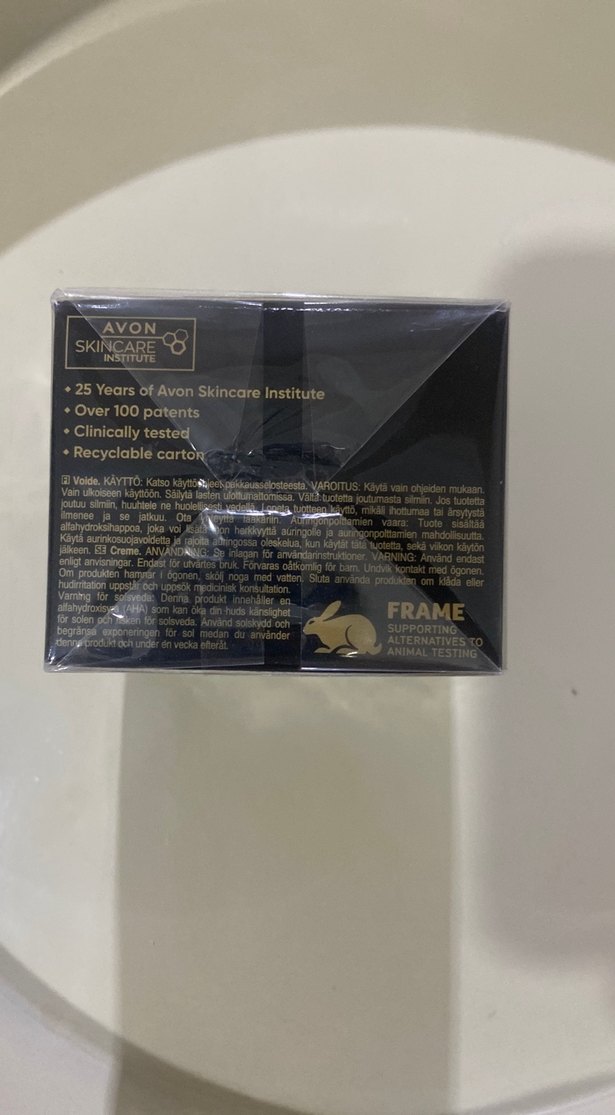 AVON
SKINCARE
INSTITUTE
• 25 Years of Avon Skincare Institute
• Over 100 patents
• Clinically tested
• Recyclable carton
Voide. KÄYTTÖ: Katso pakkausselosteesta. VAROITUS: Käytä vain ohjeiden mukaan.
Vain ulkoiseen käyttöön. Säilytä lasten ulottumattomissa. Vältä tuotetta joutumasta silmiin. Jos tuotetta
joutuu silmiin, huuhtele ne huolellisesti vedellä. Lopeta tuotteen käyttö, mikäli ihottumaa tai ärsytystä
ilmenee ja se jatkuu. Ota lääkäriin. Auringonpolttamien vaara: Tuote sisältää
alfahydroksihappoa, joka voi lisätä ihon herkkyyttä auringolle ja auringonpolttamien mahdollisuutta.
Käytä aurinkosuojavoidetta ja rajoita auringossa oleskelua, kun käytät tätä tuotetta, sekä viikon käytön
jälkeen. SE Creme. ANVÄNDNING: Se inlagan för användarinstruktioner. VARNING: Använd endast
enligt anvisningar. Endast för utvärtes bruk. Förvaras oåtkomlig för barn. Undvik kontakt med ögonen.
Om produkten hamnar i ögonen, skölj noga med vatten. Sluta använda produkten om klåda eller
hudirritation uppstår och uppsök medicinsk konsultation.
Varning för solsveda: Denna produkt innehåller en
alfahydroxisyra (AHA) som kan öka din huds känslighet
för solen och risken för solsveda. Använd solskydd och
begränsa exponeringen för sol medan du använder
denna produkt och under en vecka efteråt.
FRAME
SUPPORTING
ALTERNATIVES TO
ANIMAL TESTING